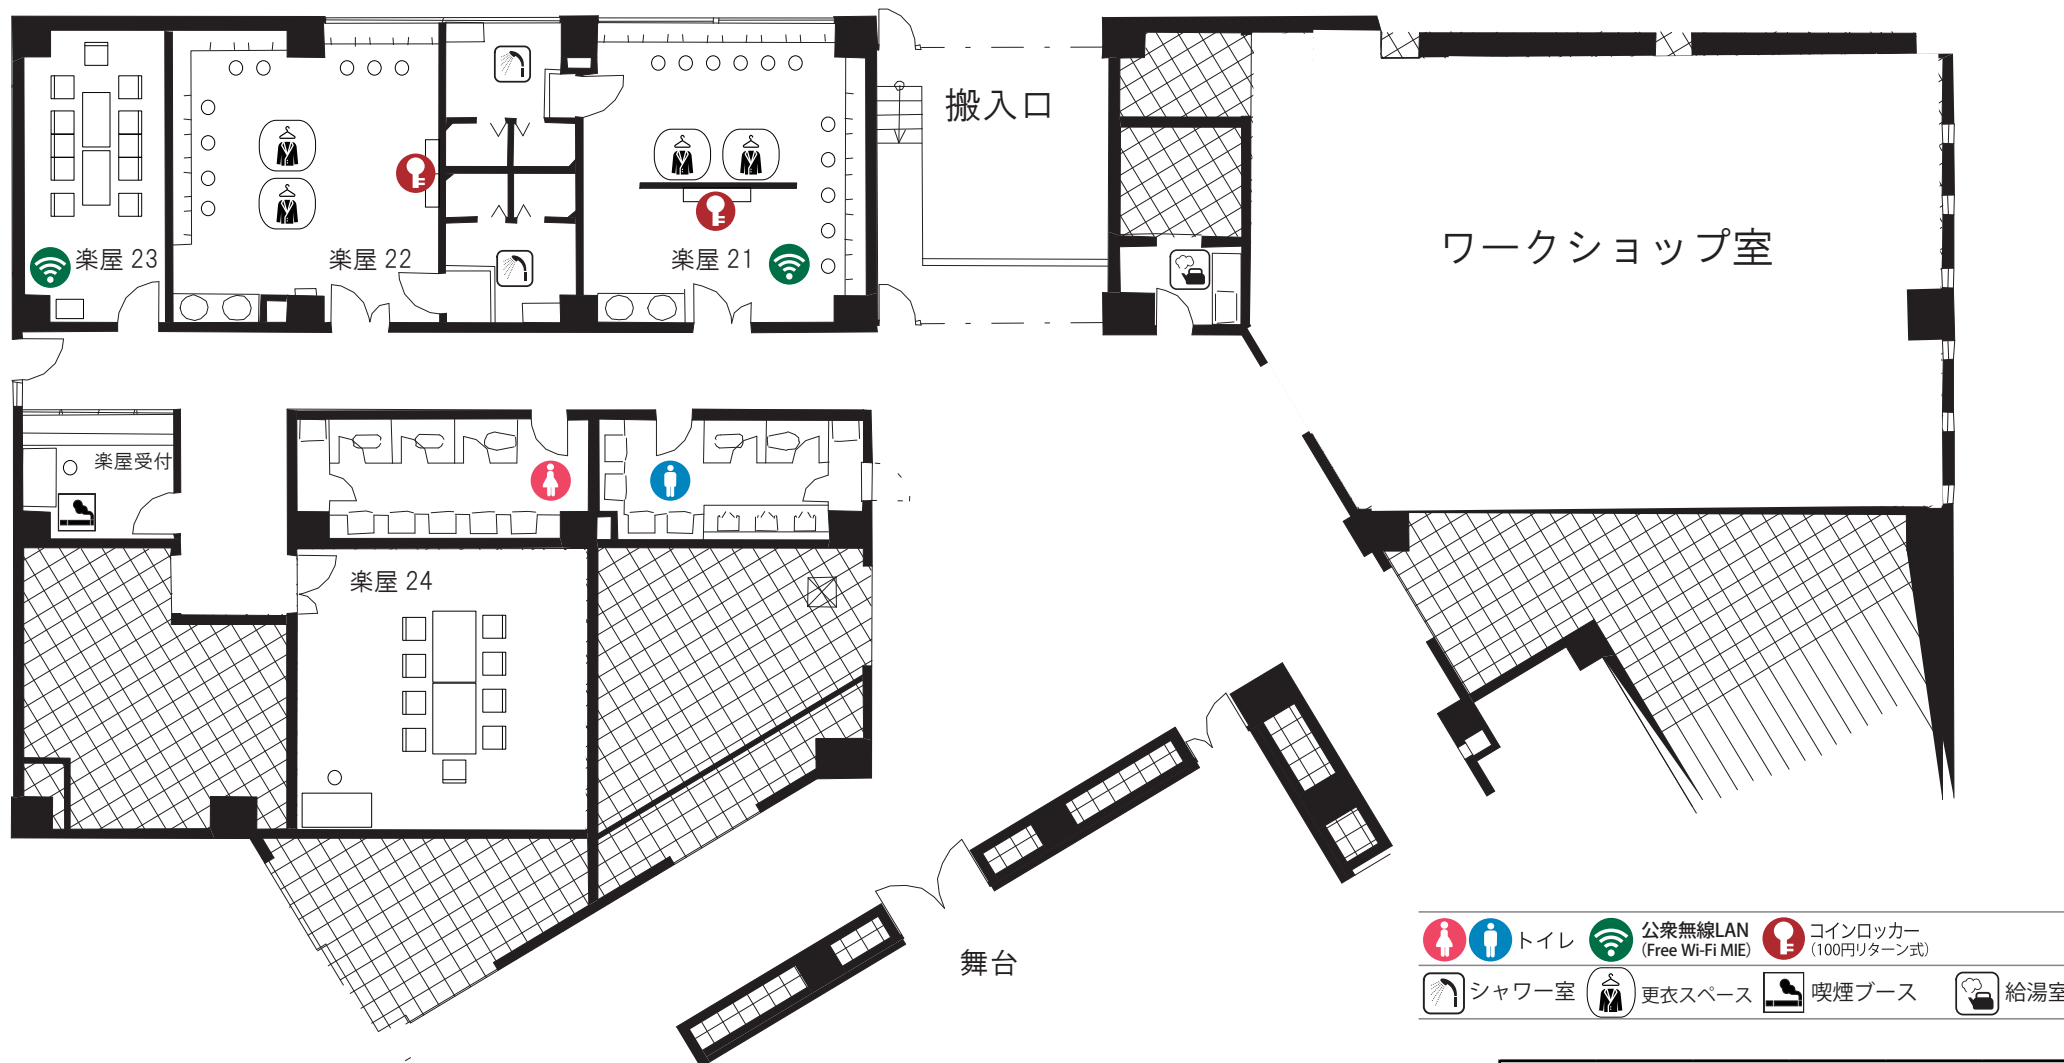 搬入口
ワークショップ室
楽屋 23
楽屋 22
楽屋 21
楽屋受付
楽屋 24
舞台
トイレ
公衆無線LAN
(Free Wi-Fi MIE)
コインロッカー
(100円リターン式)
シャワー室
更衣スペース
喫煙ブース
給湯室